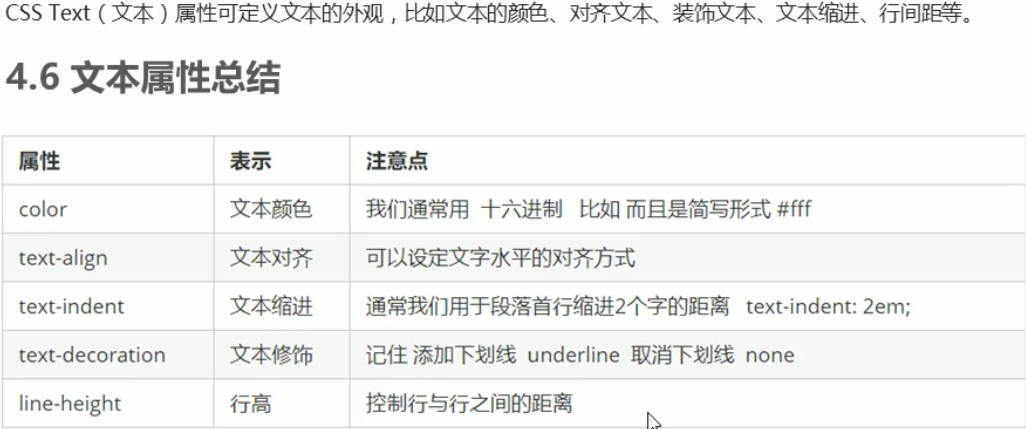 CSS Text（文本）属性可定义文本的外观，比如文本的颜色、对齐文本、装饰文本、文本缩进、行间距等。
4.6 文本属性总结
属性 表示 注意点
color 文本颜色 我们通常用 十六进制 比如 而且是简写形式 #fff
text-align 文本对齐 可以设定文字水平的对齐方式
text-indent 文本缩进 通常我们用于段落首行缩进2个字的距离 text-indent: 2em;
text-decoration 文本修饰 记住 添加下划线 underline 取消下划线 none
line-height 行高 控制行与行之间的距离